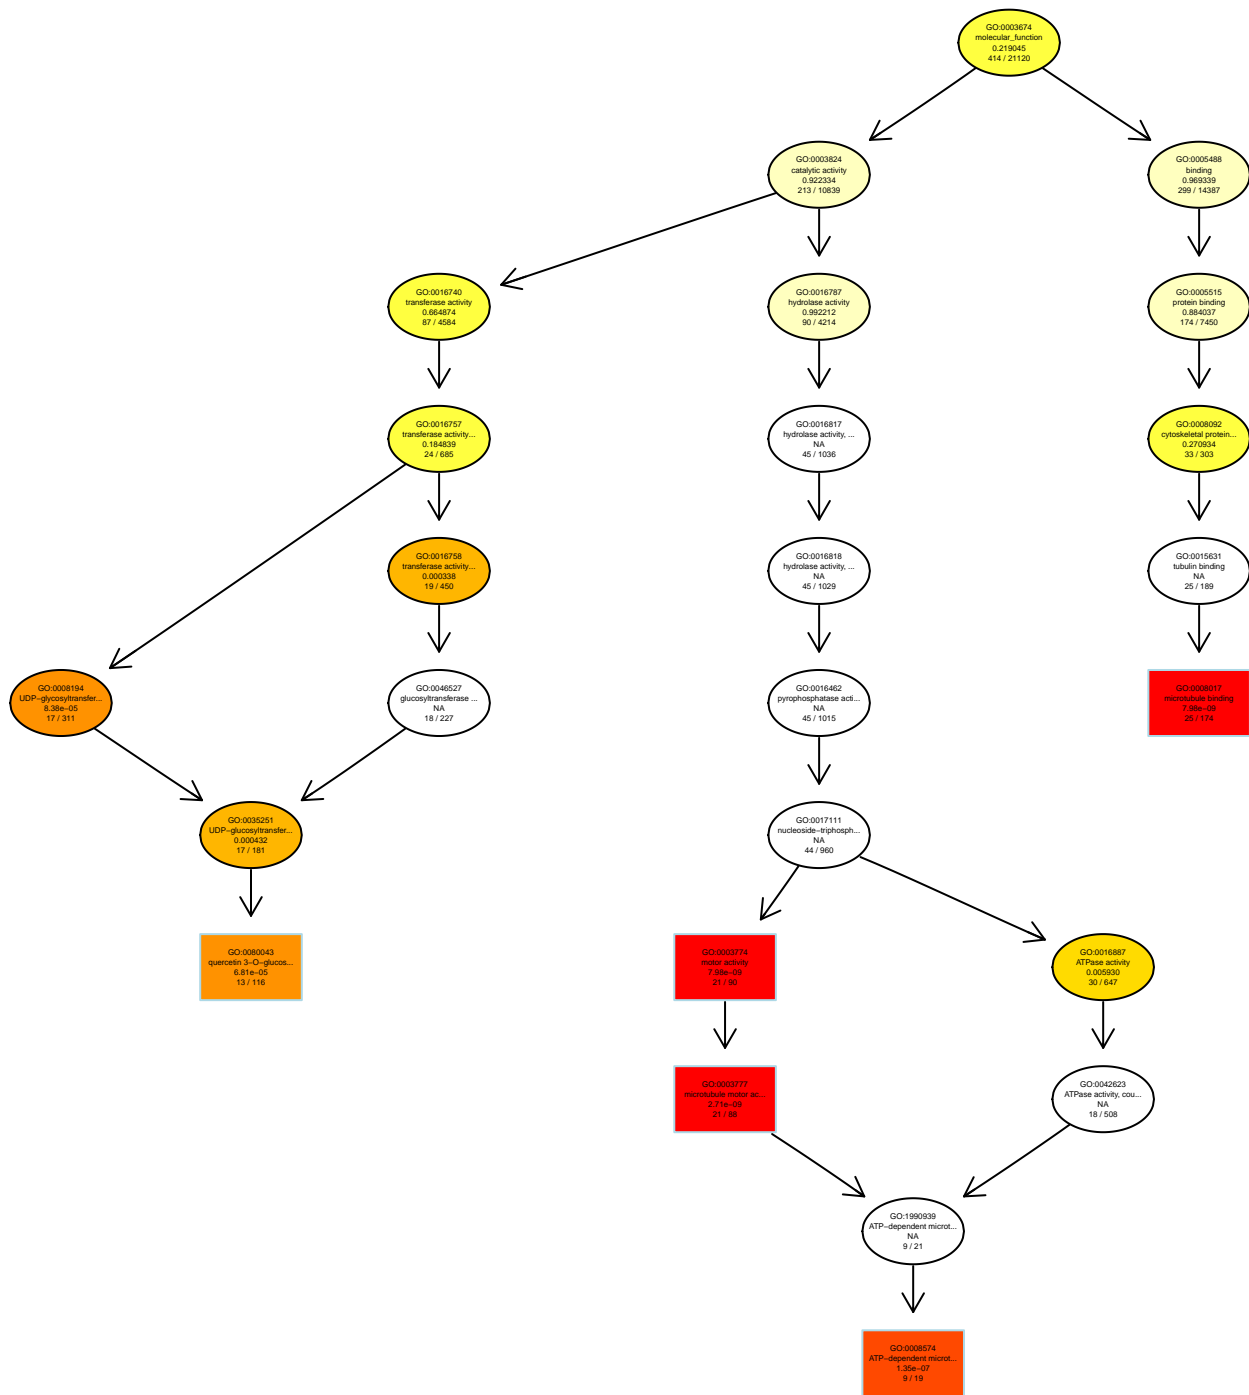 GO:0003674
molecular_function
0.219045
414 / 21120
GO:0003824
catalytic activity
0.922334
213 / 10839
GO:0005488
binding
0.969339
299 / 14387
GO:0016740
transferase activity
0.664874
87 / 4584
GO:0016787
hydrolase activity
0.992212
90 / 4214
GO:0005515
protein binding
0.884037
174 / 7450
GO:0016757
transferase activity...
0.184839
24 / 685
GO:0016817
hydrolase activity, ...
NA
45 / 1036
GO:0008092
cytoskeletal protein...
0.270934
33 / 303
GO:0016758
transferase activity...
0.000338
19 / 450
GO:0016818
hydrolase activity, ...
NA
45 / 1029
GO:0015631
tubulin binding
NA
25 / 189
GO:0008194
UDP−glycosyltransfer...
8.38e−05
17 / 311
GO:0046527
glucosyltransferase ...
NA
18 / 227
GO:0016462
pyrophosphatase acti...
NA
45 / 1015
GO:0008017
microtubule binding
7.98e−09
25 / 174
GO:0035251
UDP−glucosyltransfer...
0.000432
17 / 181
GO:0017111
nucleoside−triphosph...
NA
44 / 960
GO:0080043
quercetin 3−O−glucos...
6.81e−05
13 / 116
GO:0003774
motor activity
7.98e−09
21 / 90
GO:0016887
ATPase activity
0.005930
30 / 647
GO:0003777
microtubule motor ac...
2.71e−09
21 / 88
GO:0042623
ATPase activity, cou...
NA
18 / 508
GO:1990939
ATP−dependent microt...
NA
9 / 21
GO:0008574
ATP−dependent microt...
1.35e−07
9 / 19